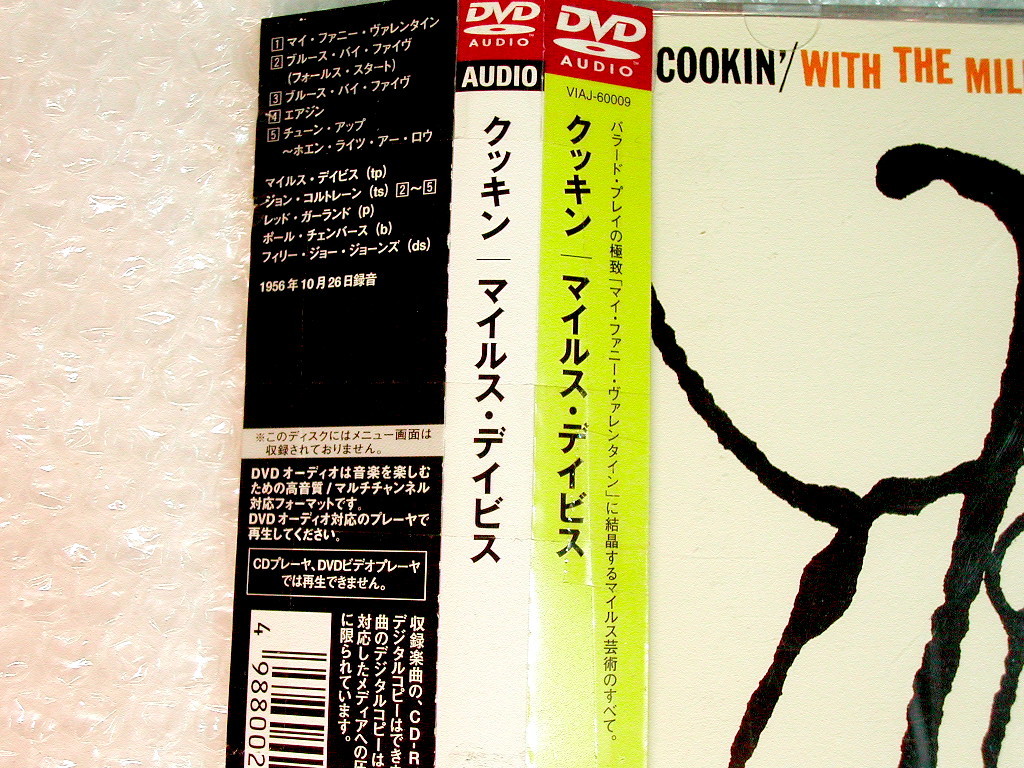 1 マイ・ファニー・ヴァレンタイン
2 ブルース・バイ・ファイヴ
(フォールス・スタート)
3 ブルース・バイ・ファイヴ
4 エアジン
5 チューン・アップ
〜ホエン・ライツ・アー・ロウ
マイルス・デイビス (tp)
ジョン・コルトレーン (ts) 2〜5
レッド・ガーランド (p)
ポール・チェンバース (b)
フィリー・ジョー・ジョーンズ (ds)
1956年10月26日録音
※このディスクにはメニュー画面は
収録されておりません。
DVDオーディオは音楽を楽しむ
ための高音質/マルチチャンネル
対応フォーマットです。
DVDオーディオ対応のプレーヤで
再生してください。
CDプレーヤ、DVDビデオプレーヤ
では再生できません。
収録楽曲の、CD-R
デジタルコピーはでき
曲のデジタルコピーは
対応したメディアへの
に限られています。
4 988002
DVD
AUDIO
AUDIO
クッキン｜マイルス・デイビス
DVD
AUDIO™
VIAJ-60009
クッキン｜マイルス・デイビス
バラード・プレイの極致「マイ・ファニー・ヴァレンタイン」に結晶するマイルス芸術のすべて。
COOKIN'/WITH THE MIL